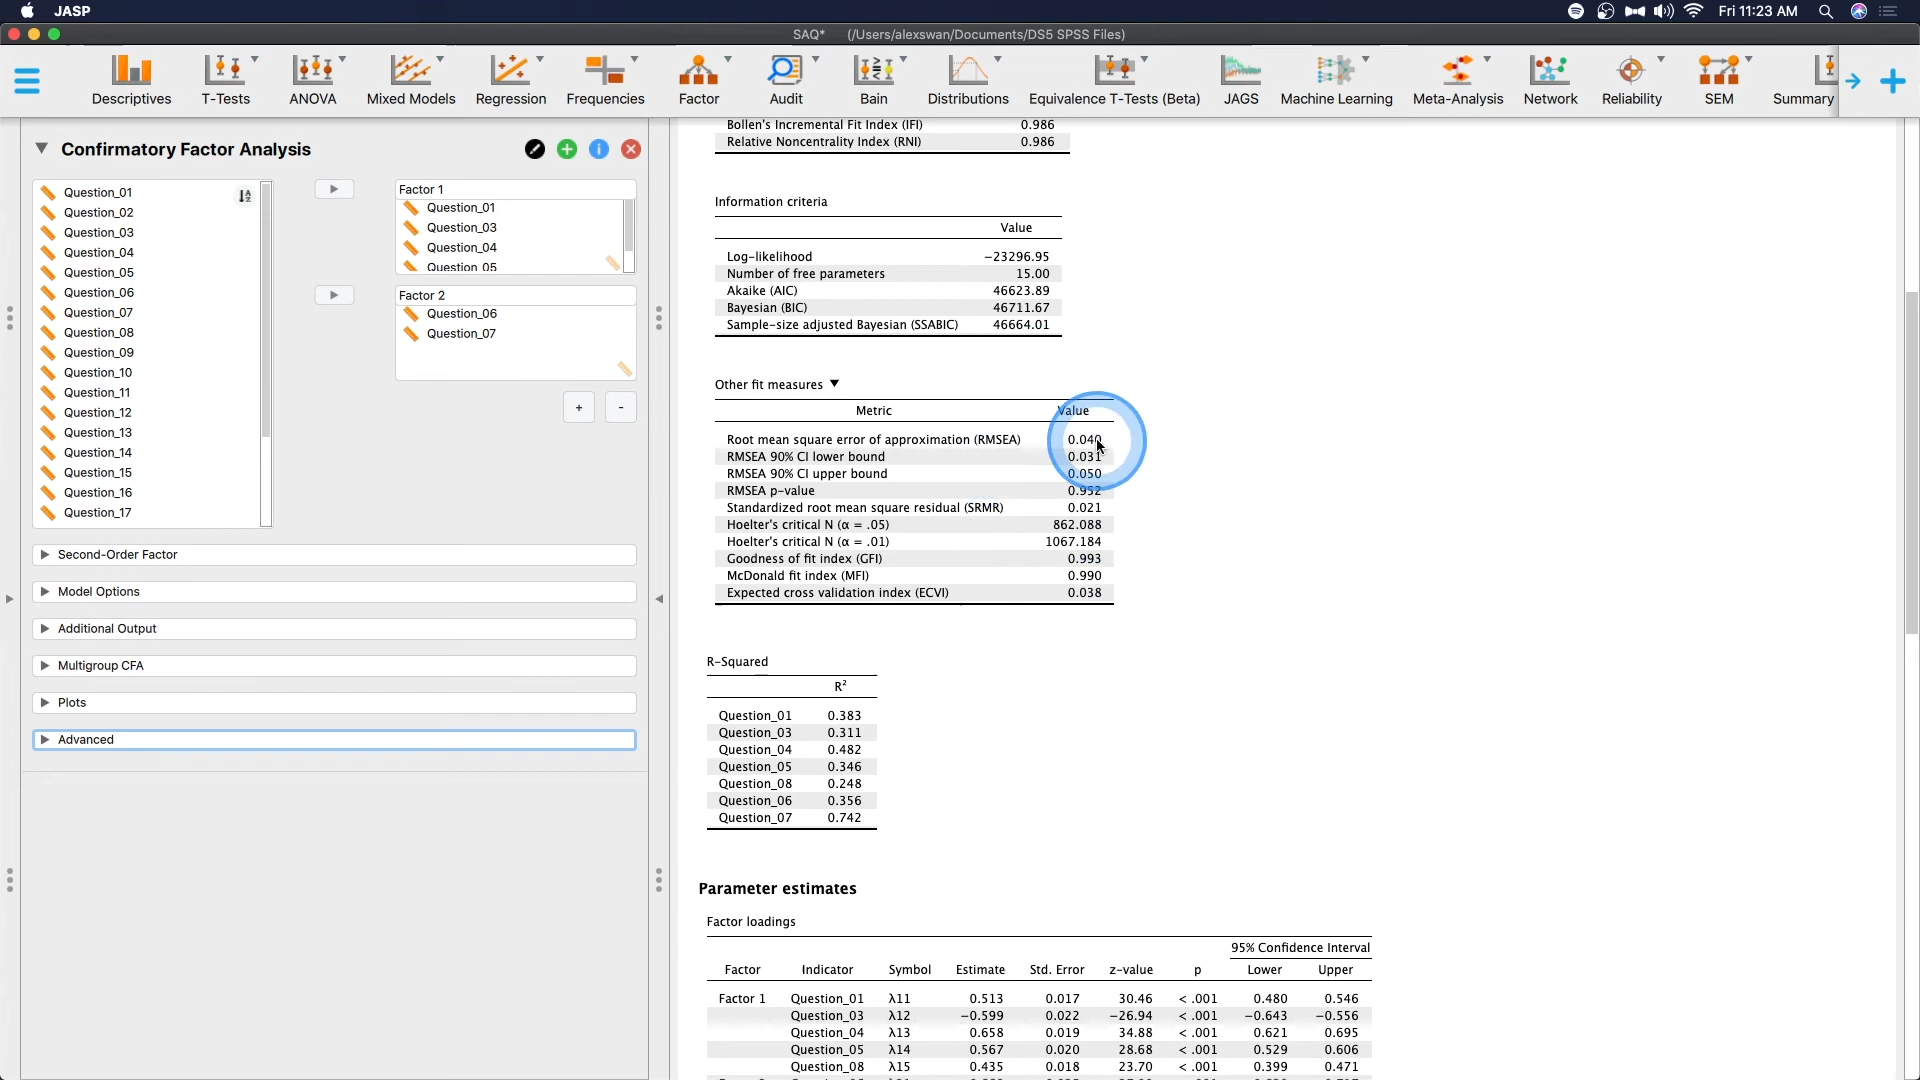 JASP
Fri 11:23 AM
SAQ* (/Users/alexswan/Documents/DS5 SPSS Files)
Descriptives T-Tests ANOVA Mixed Models Regression Frequencies Factor Audit Bain Distributions Equivalence T-Tests (Beta) JAGS Machine Learning Meta-Analysis Network Reliability SEM Summary
Confirmatory Factor Analysis
Question_01
Question_02
Question_03
Question_04
Question_05
Question_06
Question_07
Question_08
Question_09
Question_10
Question_11
Question_12
Question_13
Question_14
Question_15
Question_16
Question_17
Factor 1
Question_01
Question_03
Question_04
Question_05
Factor 2
Question_06
Question_07
+ -
Second-Order Factor
Model Options
Additional Output
Multigroup CFA
Plots
Advanced
Bollen's Incremental Fit Index (IFI) 0.986
Relative Noncentrality Index (RNI) 0.986
Information criteria
Value
Log-likelihood −23296.95
Number of free parameters 15.00
Akaike (AIC) 46623.89
Bayesian (BIC) 46711.67
Sample-size adjusted Bayesian (SSABIC) 46664.01
Other fit measures ▼
Metric Value
Root mean square error of approximation (RMSEA) 0.040
RMSEA 90% CI lower bound 0.031
RMSEA 90% CI upper bound 0.050
RMSEA p-value 0.952
Standardized root mean square residual (SRMR) 0.021
Hoelter's critical N (α = .05) 862.088
Hoelter's critical N (α = .01) 1067.184
Goodness of fit index (GFI) 0.993
McDonald fit index (MFI) 0.990
Expected cross validation index (ECVI) 0.038
R-Squared
R²
Question_01 0.383
Question_03 0.311
Question_04 0.482
Question_05 0.346
Question_08 0.248
Question_06 0.356
Question_07 0.742
Parameter estimates
Factor loadings
95% Confidence Interval
Factor Indicator Symbol Estimate Std. Error z-value p Lower Upper
Factor 1 Question_01 λ11 0.513 0.017 30.46 < .001 0.480 0.546
Question_03 λ12 −0.599 0.022 −26.94 < .001 −0.643 −0.556
Question_04 λ13 0.658 0.019 34.88 < .001 0.621 0.695
Question_05 λ14 0.567 0.020 28.68 < .001 0.529 0.606
Question_08 λ15 0.435 0.018 23.70 < .001 0.399 0.471